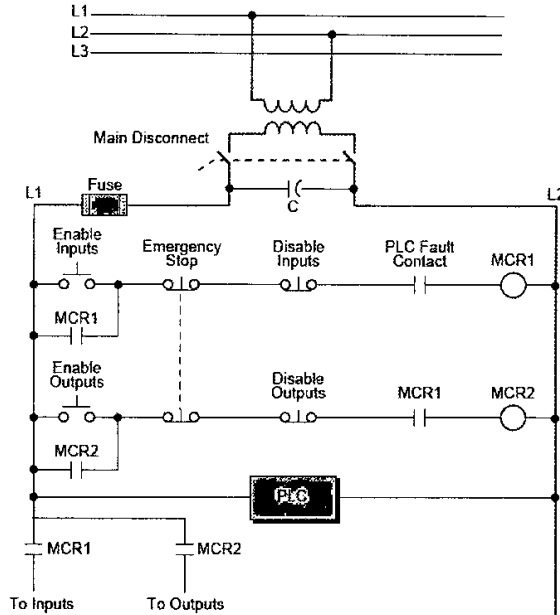 L1
L2
L3
Main Disconnect
L1
Fuse
C
L2
Enable
Inputs
Emergency
Stop
Disable
Inputs
PLC Fault
Contact
MCR1
MCR1
Enable
Outputs
Disable
Outputs
MCR1
MCR2
MCR2
PLC
MCR1
MCR2
To Inputs
To Outputs